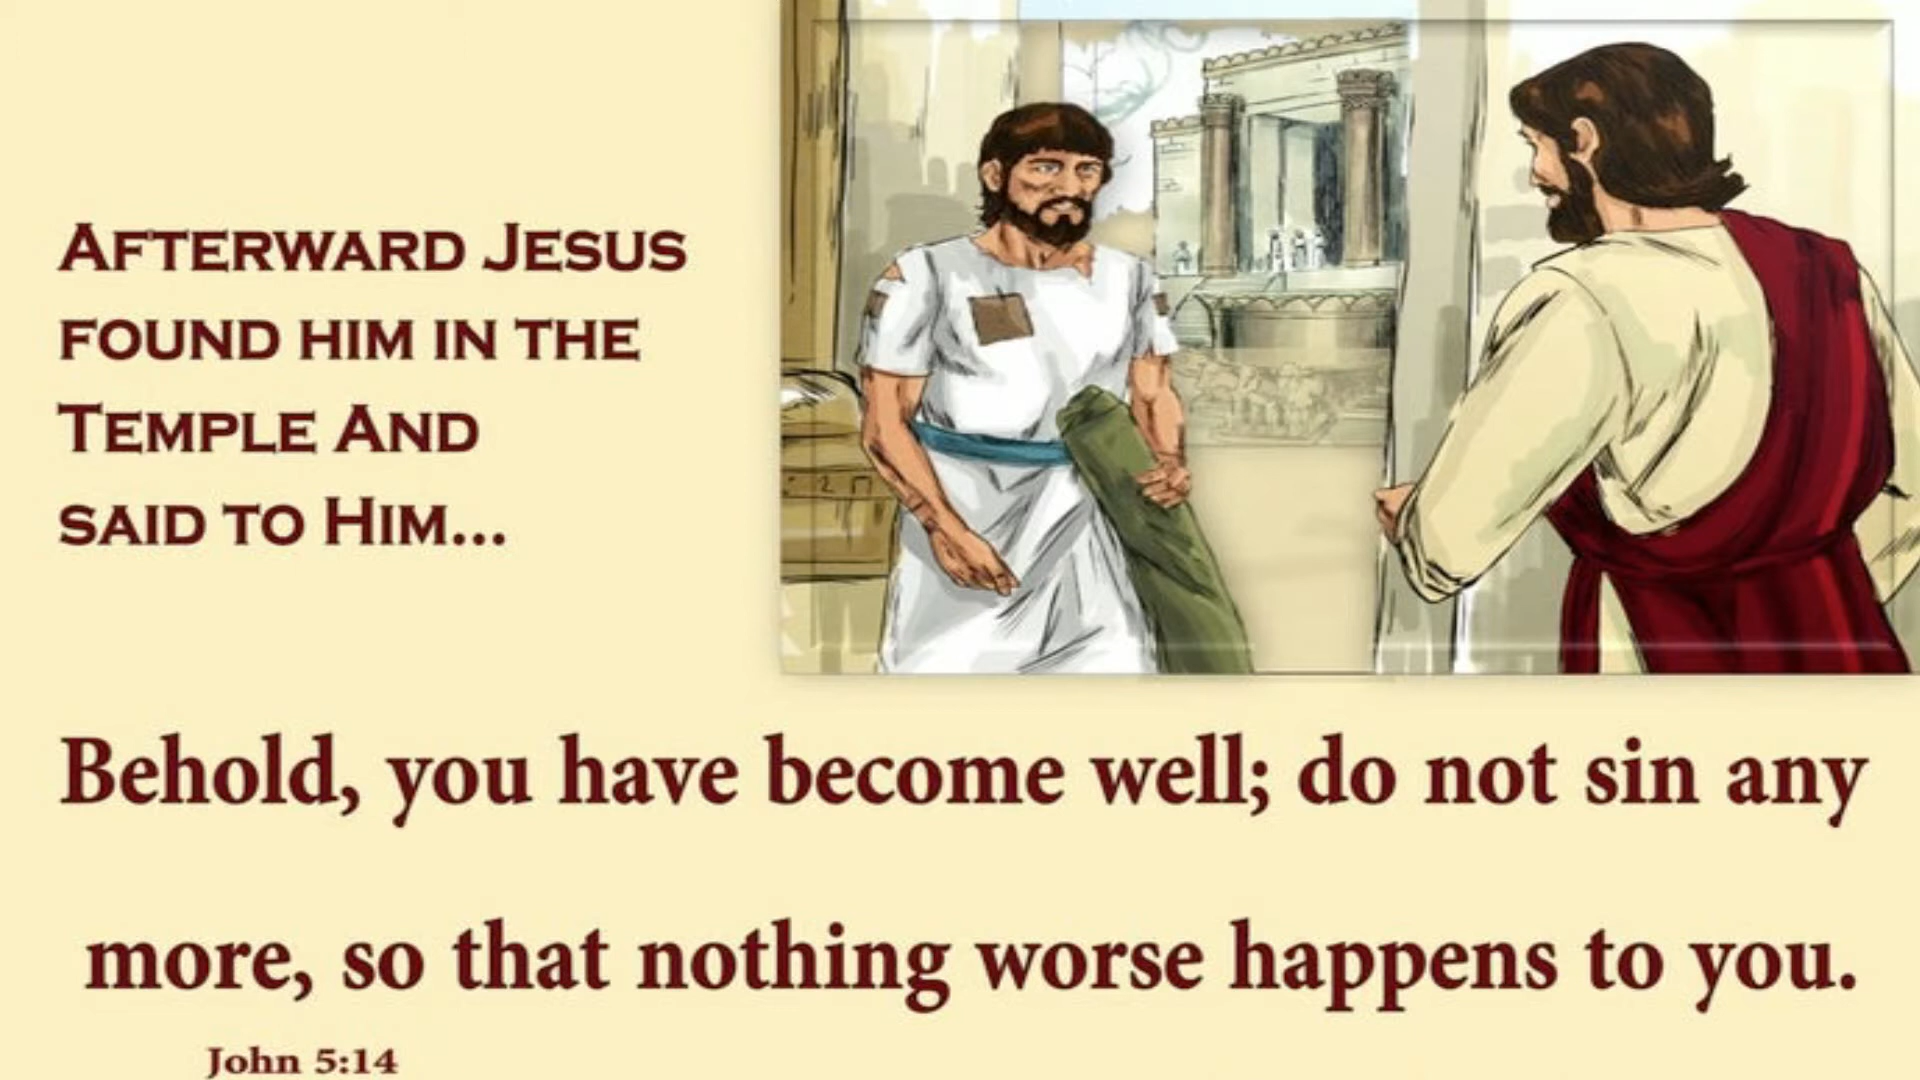 Afterward Jesus
found him in the
Temple And
said to Him...
Behold, you have become well; do not sin any
more, so that nothing worse happens to you.
John 5:14